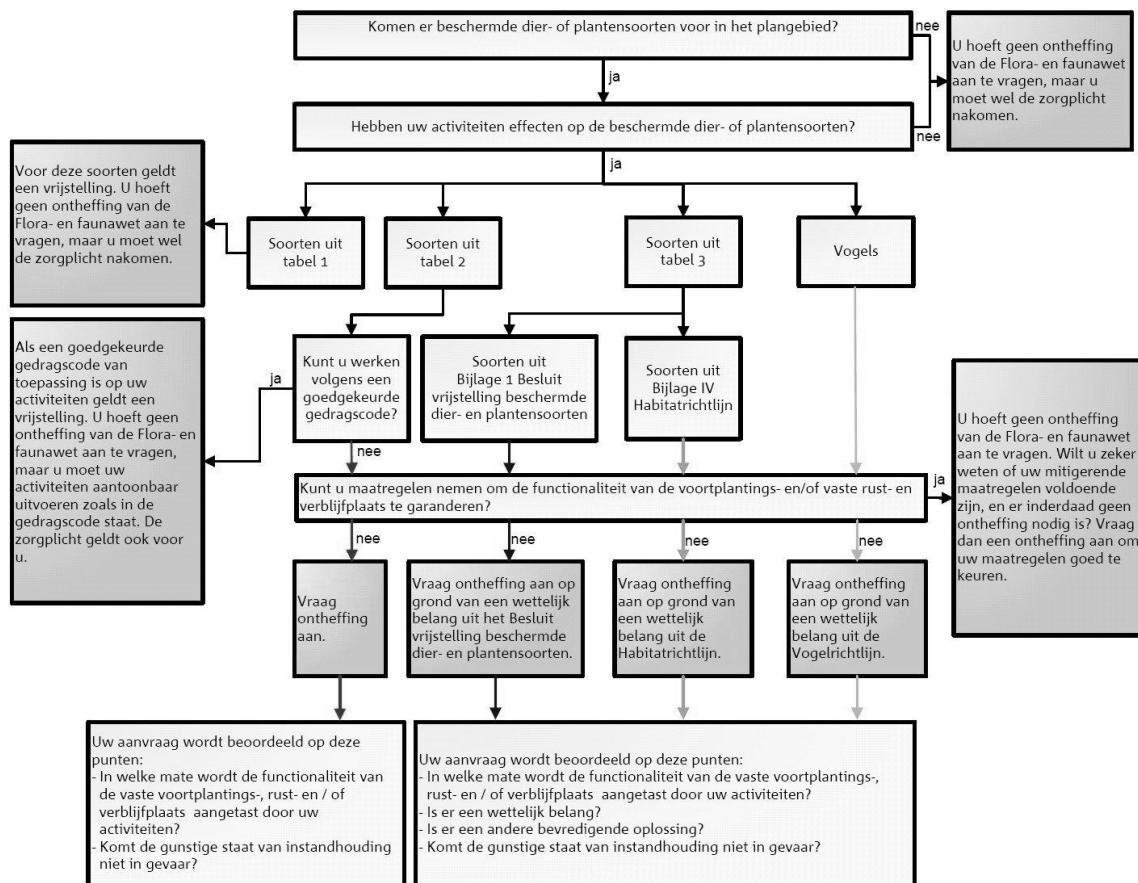 Komen er beschermde dier- of plantensoorten voor in het plangebied?
nee
U hoeft geen ontheffing
van de Flora- en faunawet
aan te vragen, maar u
moet wel de zorgplicht
nakomen.
ja
Hebben uw activiteiten effecten op de beschermde dier- of plantensoorten?
nee
ja
Voor deze soorten geldt
een vrijstelling. U hoeft
geen ontheffing van de
Flora- en faunawet aan te
vragen, maar u moet wel
de zorgplicht nakomen.
Soorten uit
tabel 1
Soorten uit
tabel 2
Soorten uit
tabel 3
Vogels
Als een goedgekeurde
gedragscode van
toepassing is op uw
activiteiten geldt een
vrijstelling. U hoeft geen
ontheffing van de Flora- en
faunawet aan te vragen,
maar u moet uw
activiteiten aantoonbaar
uitvoeren zoals in de
gedragscode staat. De
zorgplicht geldt ook voor
u.
ja
Kunt u werken
volgens een
goedgekeurde
gedragscode?
Soorten uit
Bijlage 1 Besluit
vrijstelling beschermde
dier- en plantensoorten
Soorten uit
Bijlage IV
Habitatrichtlijn
nee
Kunt u maatregelen nemen om de functionaliteit van de voortplantings- en/of vaste rust- en
verblijfplaats te garanderen?
ja
U hoeft geen ontheffing
van de Flora- en faunawet
aan te vragen. Wilt u zeker
weten of uw mitigerende
maatregelen voldoende
zijn, en er inderdaad geen
ontheffing nodig is? Vraag
dan een ontheffing aan om
uw maatregelen goed te
keuren.
nee
nee
nee
nee
Vraag
ontheffing
aan.
Vraag ontheffing aan op
grond van een wettelijk
belang uit het Besluit
vrijstelling beschermde
dier- en plantensoorten.
Vraag ontheffing
aan op grond van
een wettelijk
belang uit de
Habitatrichtlijn.
Vraag ontheffing
aan op grond van
een wettelijk
belang uit de
Vogelrichtlijn.
Uw aanvraag wordt beoordeeld op deze
punten:
- In welke mate wordt de functionaliteit van
de vaste voortplantings-, rust- en / of
verblijfplaats aangetast door uw
activiteiten?
- Komt de gunstige staat van instandhouding
niet in gevaar?
Uw aanvraag wordt beoordeeld op deze punten:
- In welke mate wordt de functionaliteit van de vaste voortplantings-,
rust- en / of verblijfplaats aangetast door uw activiteiten?
- Is er een wettelijk belang?
- Is er een andere bevredigende oplossing?
- Komt de gunstige staat van instandhouding niet in gevaar?